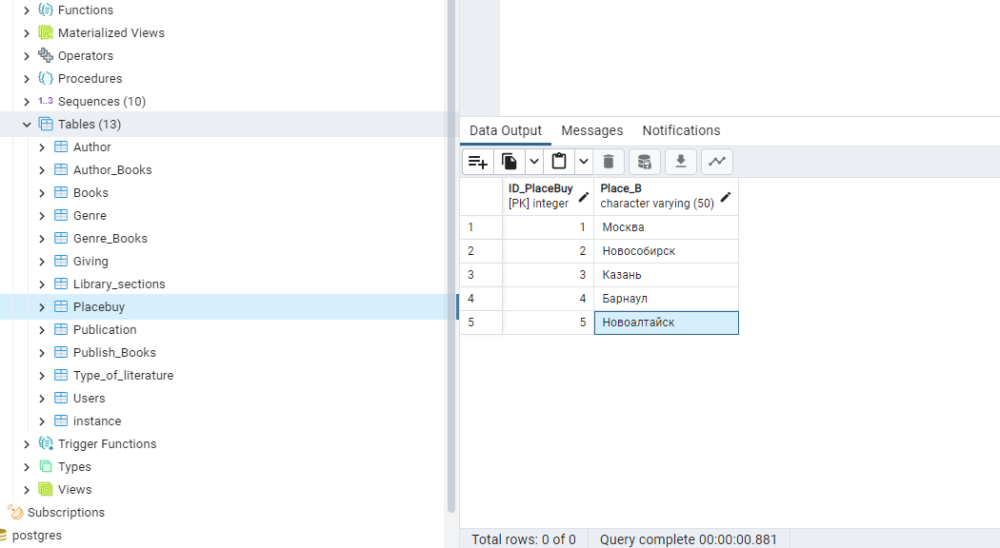 Functions
Materialized Views
Operators
Procedures
1..3 Sequences (10)
Tables (13)
Author
Author_Books
Books
Genre
Genre_Books
Giving
Library_sections
Placebuy
Publication
Publish_Books
Type_of_literature
Users
instance
Trigger Functions
Types
Views
Subscriptions
postgres
Data Output Messages Notifications
ID_PlaceBuy Place_B
[PK] integer character varying (50)
1 1 Москва
2 2 Новособирск
3 3 Казань
4 4 Барнаул
5 5 Новоалтайск
Total rows: 0 of 0 Query complete 00:00:00.881